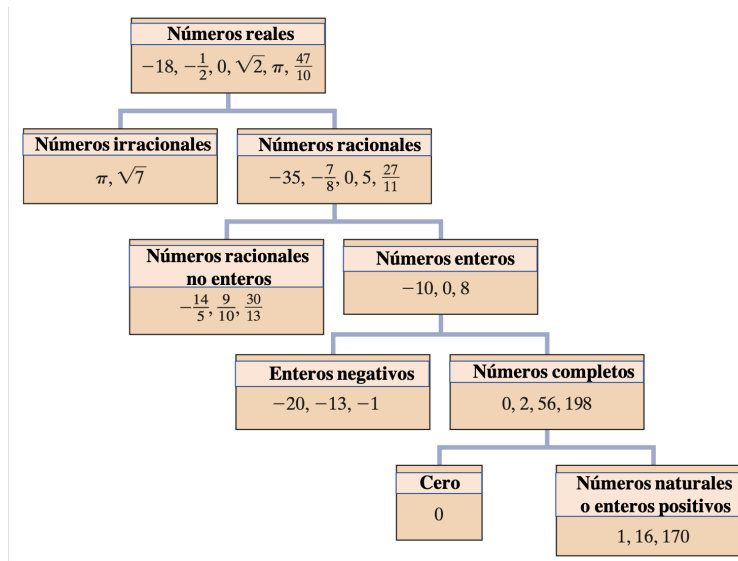 Números reales
−18, −1/2, 0, √2, π, 47/10
Números irracionales
π, √7
Números racionales
−35, −7/8, 0, 5, 27/11
Números racionales
no enteros
−14/5, 9/10, 30/13
Números enteros
−10, 0, 8
Enteros negativos
−20, −13, −1
Números completos
0, 2, 56, 198
Cero
0
Números naturales
o enteros positivos
1, 16, 170